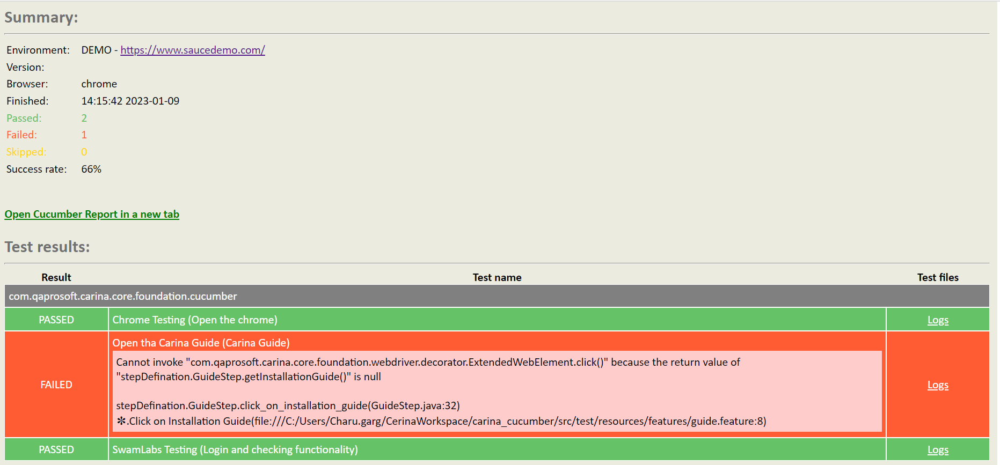 Summary:
Environment: DEMO - https://www.saucedemo.com/
Version:
Browser: chrome
Finished: 14:15:42 2023-01-09
Passed: 2
Failed: 1
Skipped: 0
Success rate: 66%
Open Cucumber Report in a new tab
Test results:
Result Test name Test files
com.qaprosoft.carina.core.foundation.cucumber
PASSED Chrome Testing (Open the chrome) Logs
Open tha Carina Guide (Carina Guide)
Cannot invoke "com.qaprosoft.carina.core.foundation.webdriver.decorator.ExtendedWebElement.click()" because the return value of
"stepDefination.GuideStep.getInstallationGuide()" is null
FAILED Logs
stepDefination.GuideStep.click_on_installation_guide(GuideStep.java:32)
✻.Click on Installation Guide(file:///C:/Users/Charu.garg/CerinaWorkspace/carina_cucumber/src/test/resources/features/guide.feature:8)
PASSED SwamLabs Testing (Login and checking functionality) Logs